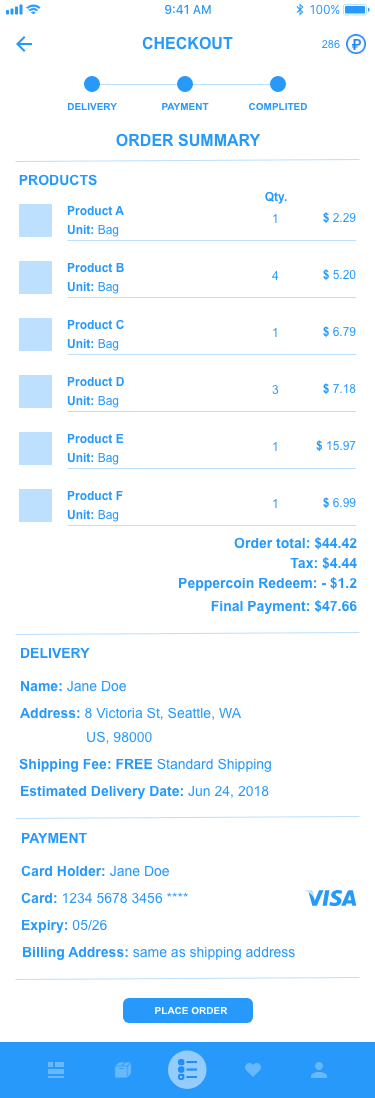 9:41 AM
100%
CHECKOUT
286
DELIVERY PAYMENT COMPLITED
ORDER SUMMARY
PRODUCTS
Qty.
Product A
Unit: Bag
1
$ 2.29
Product B
Unit: Bag
4
$ 5.20
Product C
Unit: Bag
1
$ 6.79
Product D
Unit: Bag
3
$ 7.18
Product E
Unit: Bag
1
$ 15.97
Product F
Unit: Bag
1
$ 6.99
Order total: $44.42
Tax: $4.44
Peppercoin Redeem: - $1.2
Final Payment: $47.66
DELIVERY
Name: Jane Doe
Address: 8 Victoria St, Seattle, WA
US, 98000
Shipping Fee: FREE Standard Shipping
Estimated Delivery Date: Jun 24, 2018
PAYMENT
Card Holder: Jane Doe
Card: 1234 5678 3456 ****
VISA
Expiry: 05/26
Billing Address: same as shipping address
PLACE ORDER